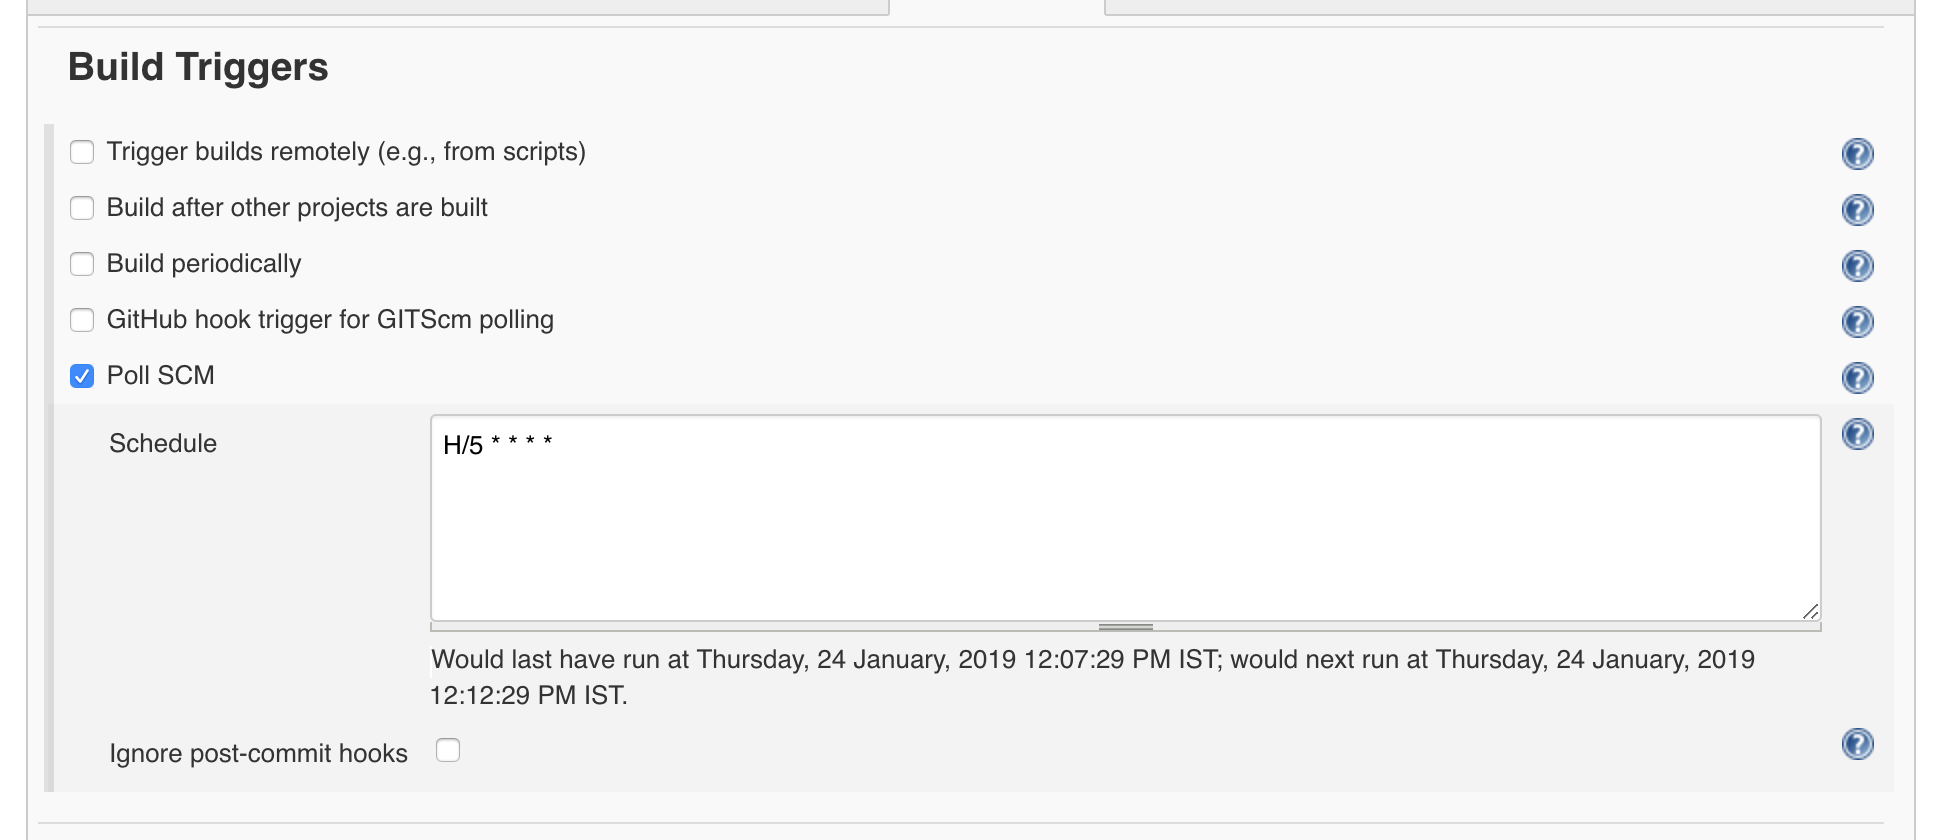 Build Triggers
Trigger builds remotely (e.g., from scripts)
?
Build after other projects are built
?
Build periodically
?
GitHub hook trigger for GITScm polling
?
Poll SCM
?
Schedule
H/5 * * * *
?
Would last have run at Thursday, 24 January, 2019 12:07:29 PM IST; would next run at Thursday, 24 January, 2019
12:12:29 PM IST.
Ignore post-commit hooks
?